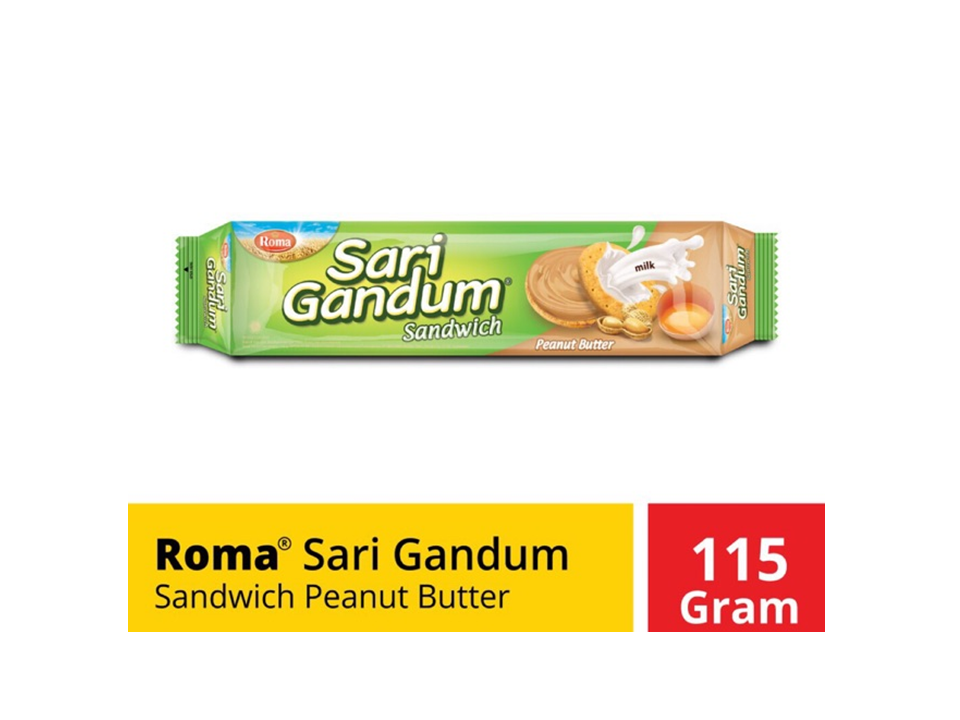 Roma
Sari
Gandum®
Sandwich
milk
Peanut Butter
Sari
Gandum
Roma
Sari
Gandum
Roma® Sari Gandum
Sandwich Peanut Butter
115
Gram